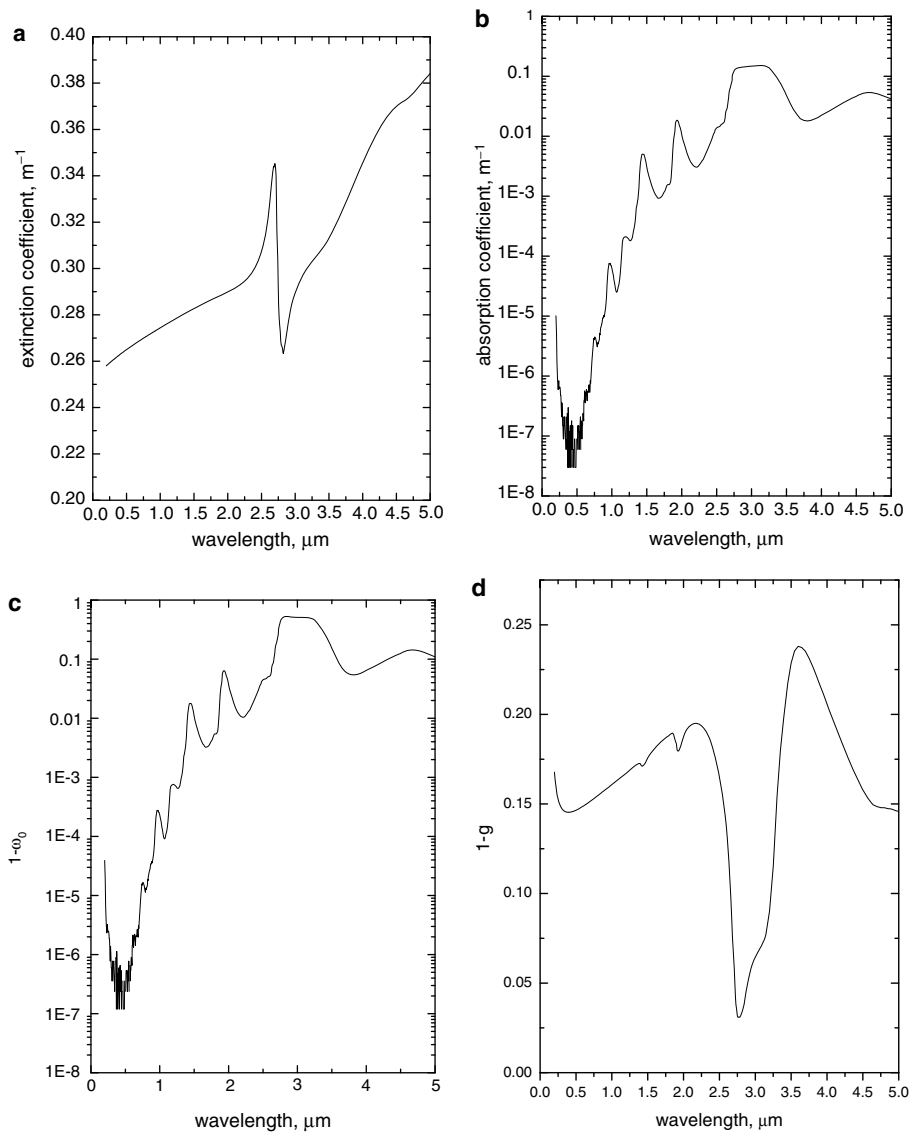 a
0.40
0.38
0.36
0.34
0.32
0.30
0.28
0.26
0.24
0.22
0.20
extinction coefficient, m⁻¹
0.0 0.5 1.0 1.5 2.0 2.5 3.0 3.5 4.0 4.5 5.0
wavelength, μm
b
1
0.1
0.01
1E-3
1E-4
1E-5
1E-6
1E-7
1E-8
absorption coefficient, m⁻¹
0.0 0.5 1.0 1.5 2.0 2.5 3.0 3.5 4.0 4.5 5.0
wavelength, μm
c
1
0.1
0.01
1E-3
1E-4
1E-5
1E-6
1E-7
1E-8
1-ω₀
0 1 2 3 4 5
wavelength, μm
d
0.25
0.20
0.15
0.10
0.05
0.00
1-g
0.0 0.5 1.0 1.5 2.0 2.5 3.0 3.5 4.0 4.5 5.0
wavelength, μm